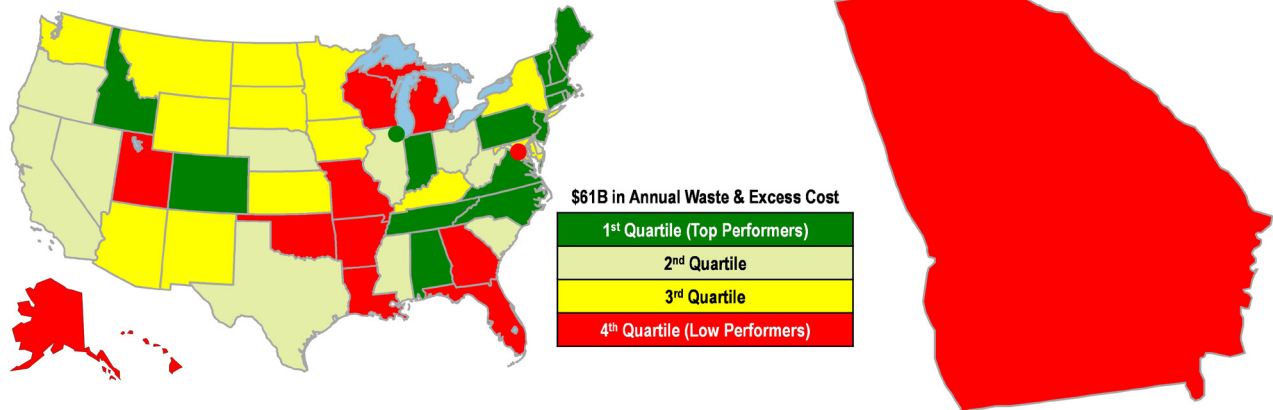 $61B in Annual Waste & Excess Cost
1st Quartile (Top Performers)
2nd Quartile
3rd Quartile
4th Quartile (Low Performers)